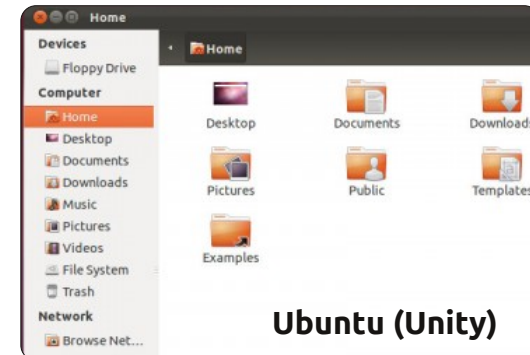 Home
Devices
Floppy Drive
Computer
Home
Desktop
Documents
Downloads
Music
Pictures
Videos
File System
Trash
Network
Browse Net...
Home
Desktop
Documents
Downloads
Pictures
Public
Templates
Examples
Ubuntu (Unity)